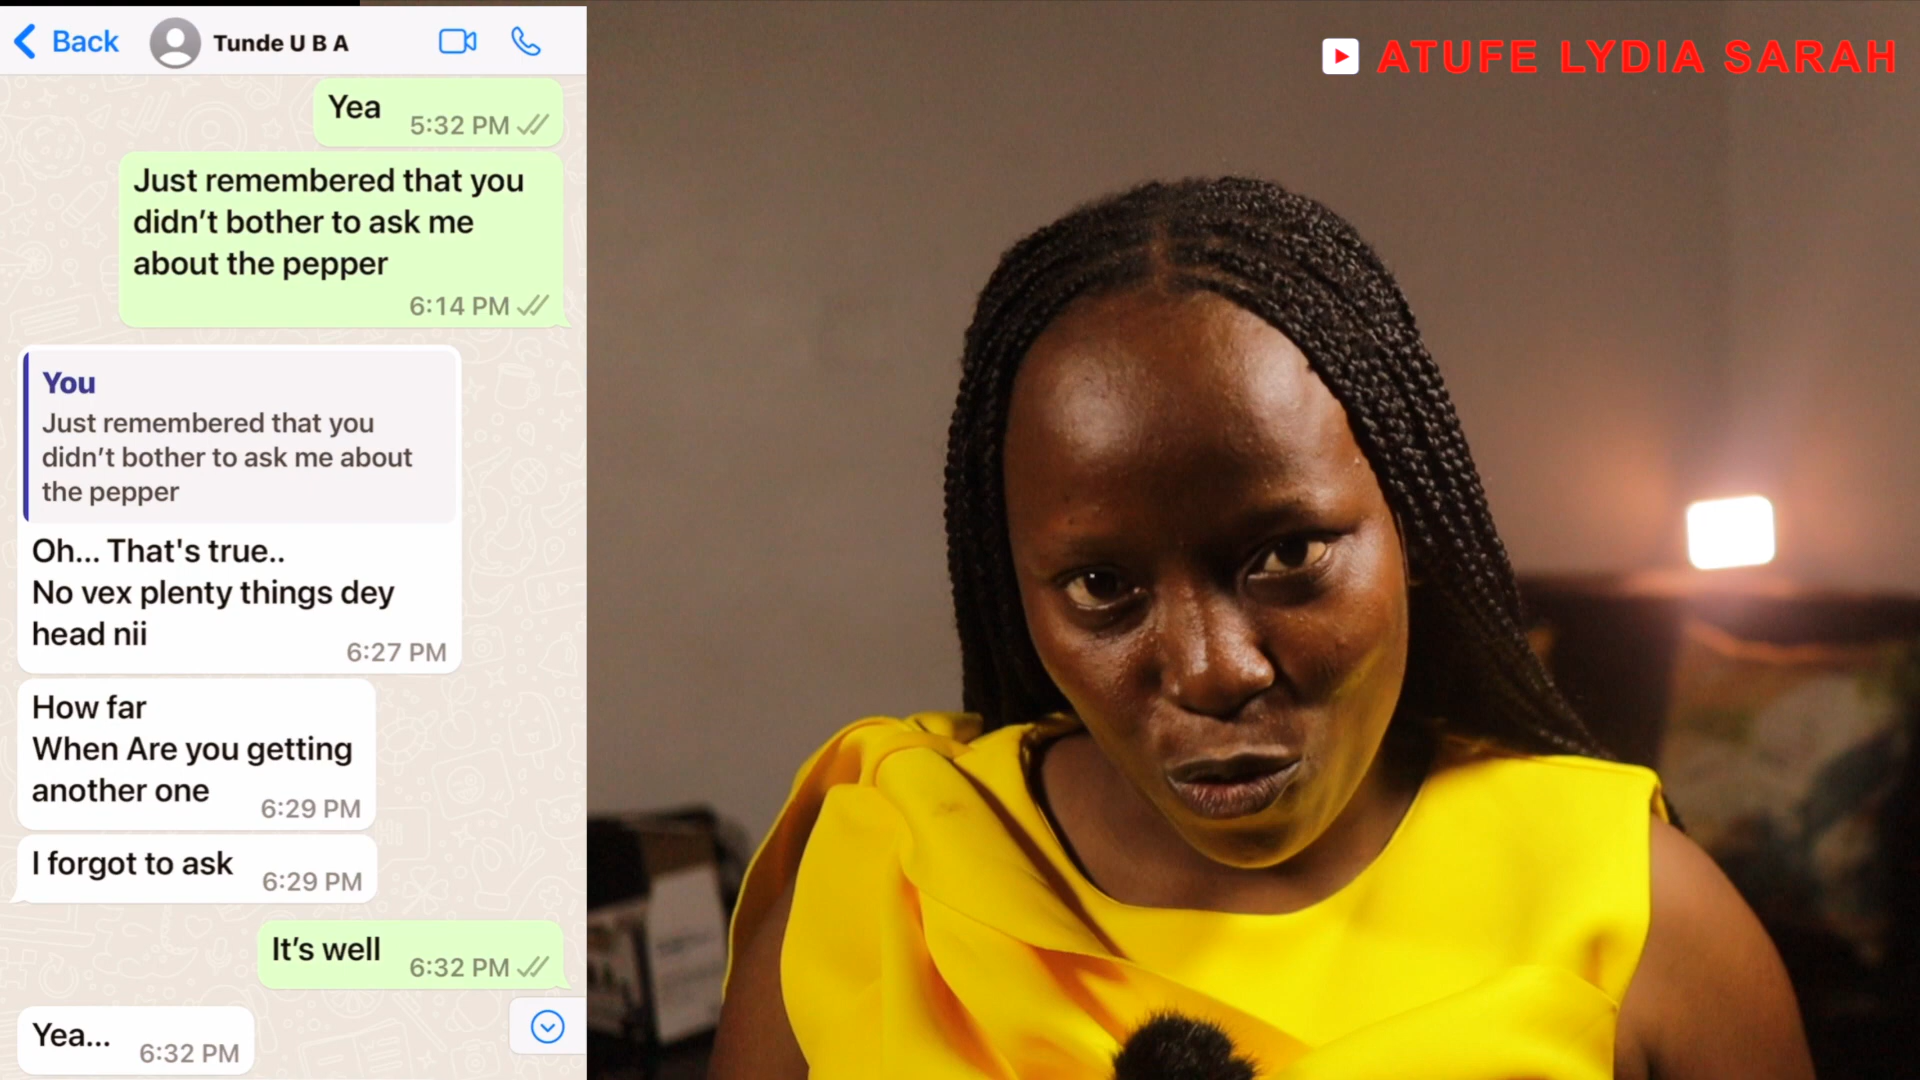 Back
Tunde U B A
Yea
5:32 PM
Just remembered that you
didn’t bother to ask me
about the pepper
6:14 PM
You
Just remembered that you
didn’t bother to ask me about
the pepper
Oh... That's true..
No vex plenty things dey
head nii
6:27 PM
How far
When Are you getting
another one
6:29 PM
I forgot to ask
6:29 PM
It’s well
6:32 PM
Yea...
6:32 PM
ATUFE LYDIA SARAH